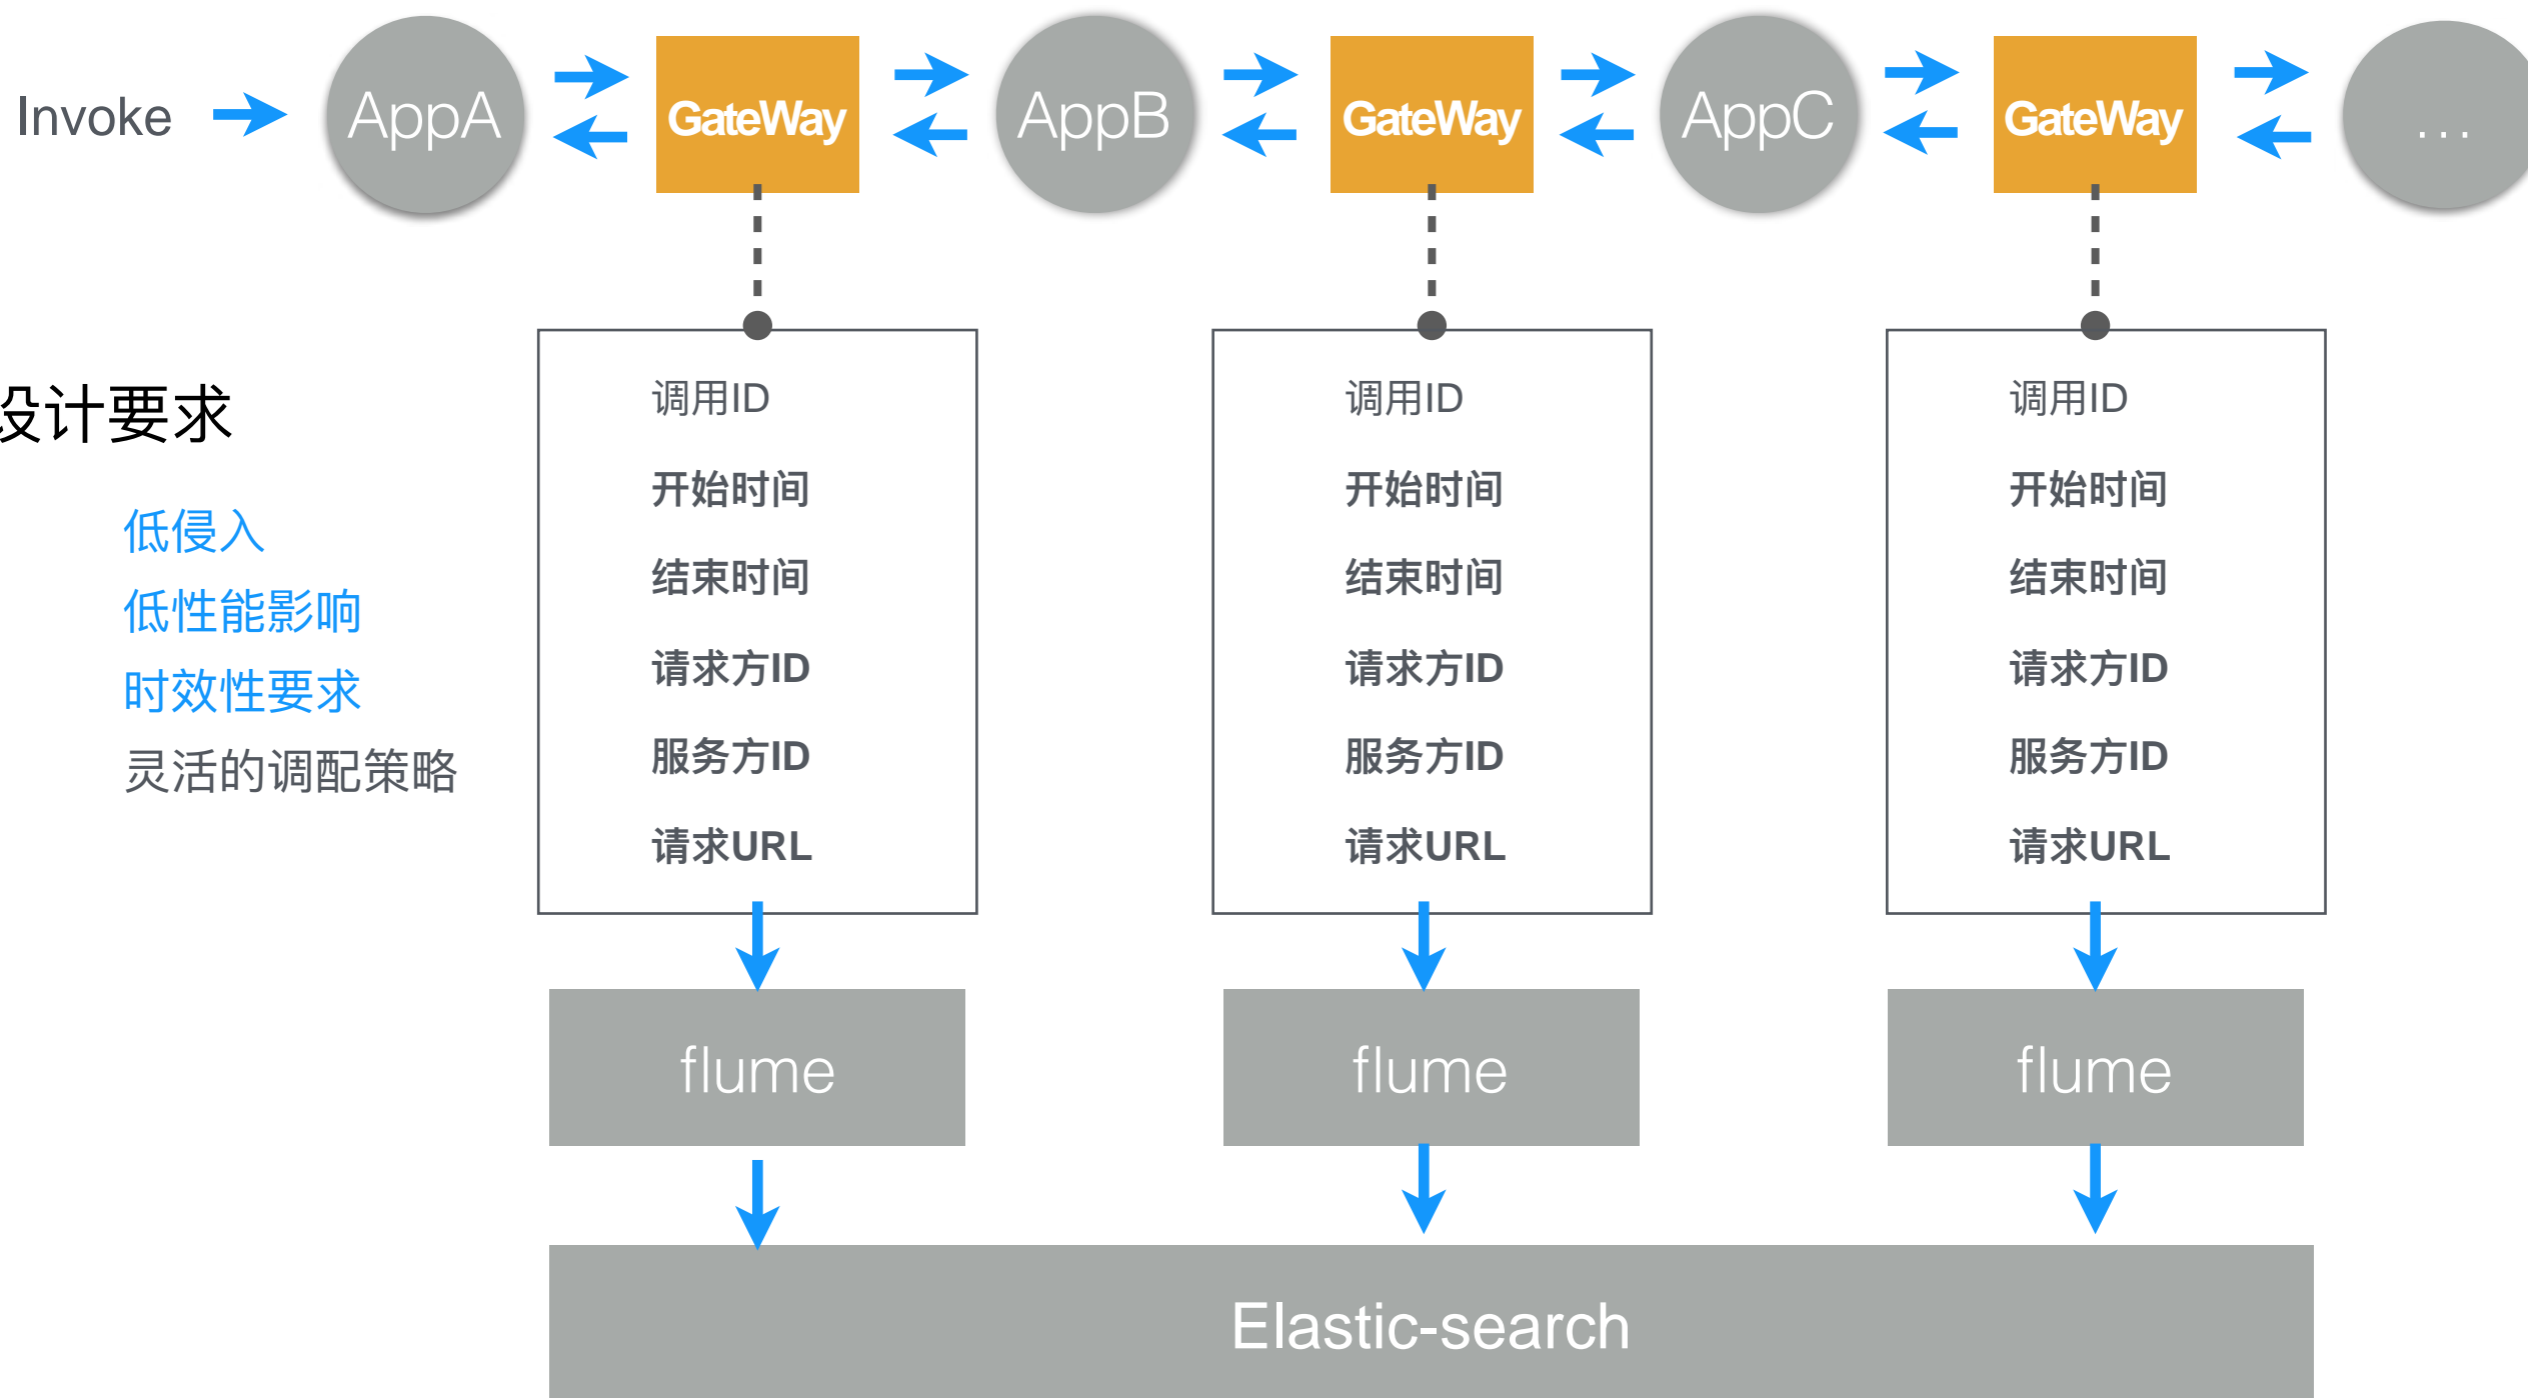 Invoke
AppA
GateWay
AppB
GateWay
AppC
GateWay
...
设计要求
低侵入
低性能影响
时效性要求
灵活的调配策略
调用ID
开始时间
结束时间
请求方ID
服务方ID
请求URL
调用ID
开始时间
结束时间
请求方ID
服务方ID
请求URL
调用ID
开始时间
结束时间
请求方ID
服务方ID
请求URL
flume
flume
flume
Elastic-search